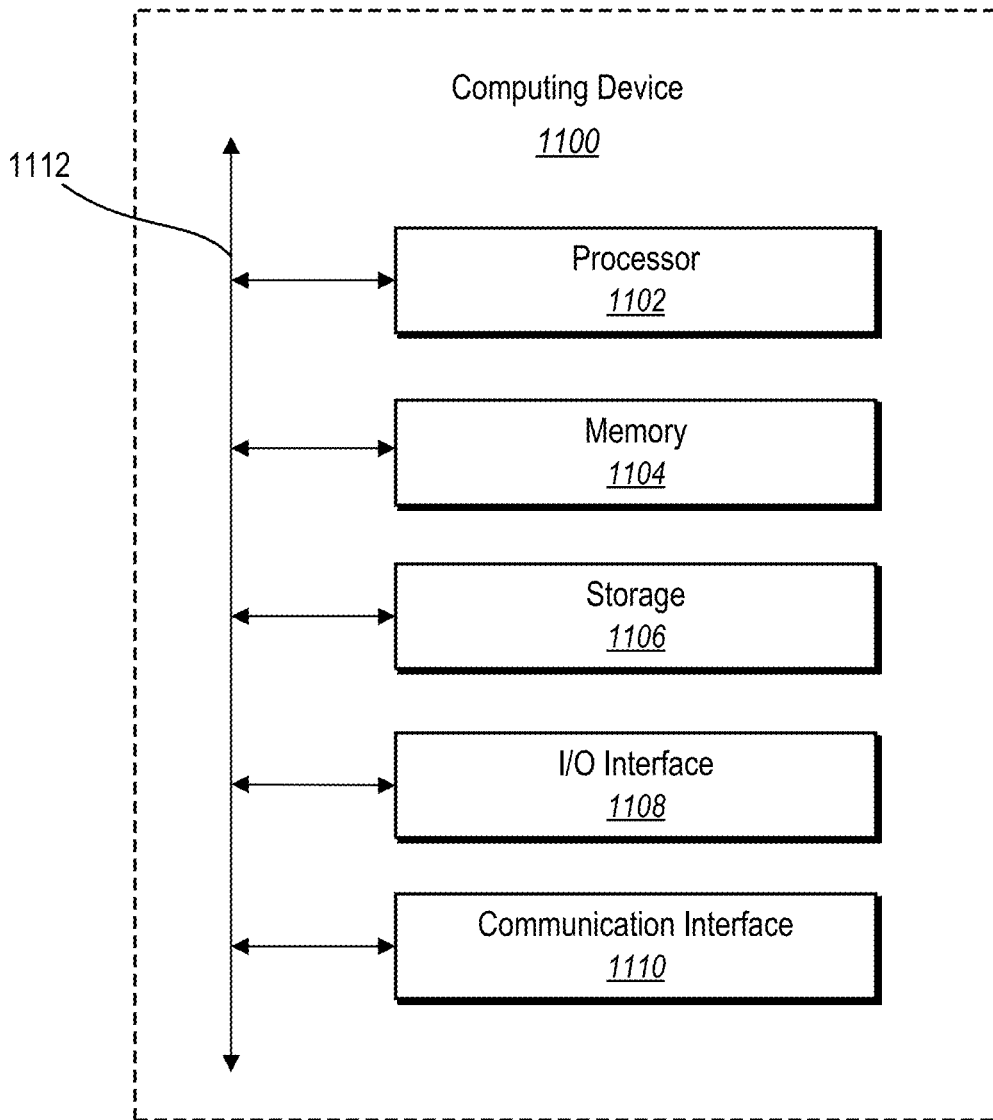 Computing Device
1100
1112
Processor
1102
Memory
1104
Storage
1106
I/O Interface
1108
Communication Interface
1110